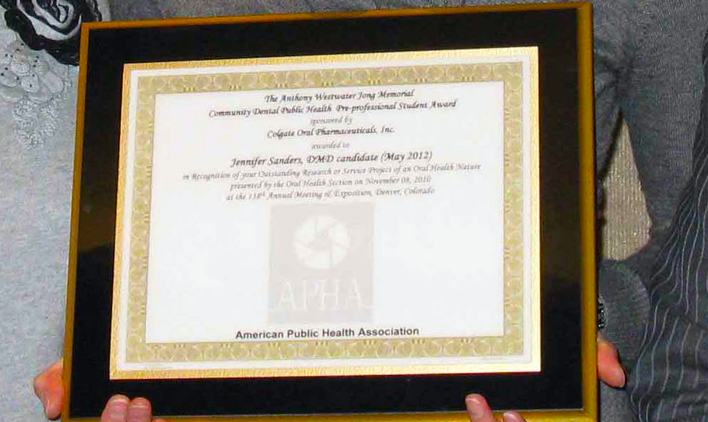 The Anthony Westwater Jong Memorial
Community Dental Public Health Pre-professional Student Award
sponsored by
Colgate Oral Pharmaceuticals, Inc.
awarded to
Jennifer Sanders, DMD candidate (May 2012)
in Recognition of your Outstanding Research or Service Project of an Oral Health Nature
presented by the Oral Health Section on November 08, 2010
at the 138th Annual Meeting & Exposition, Denver, Colorado
APHA
American Public Health Association